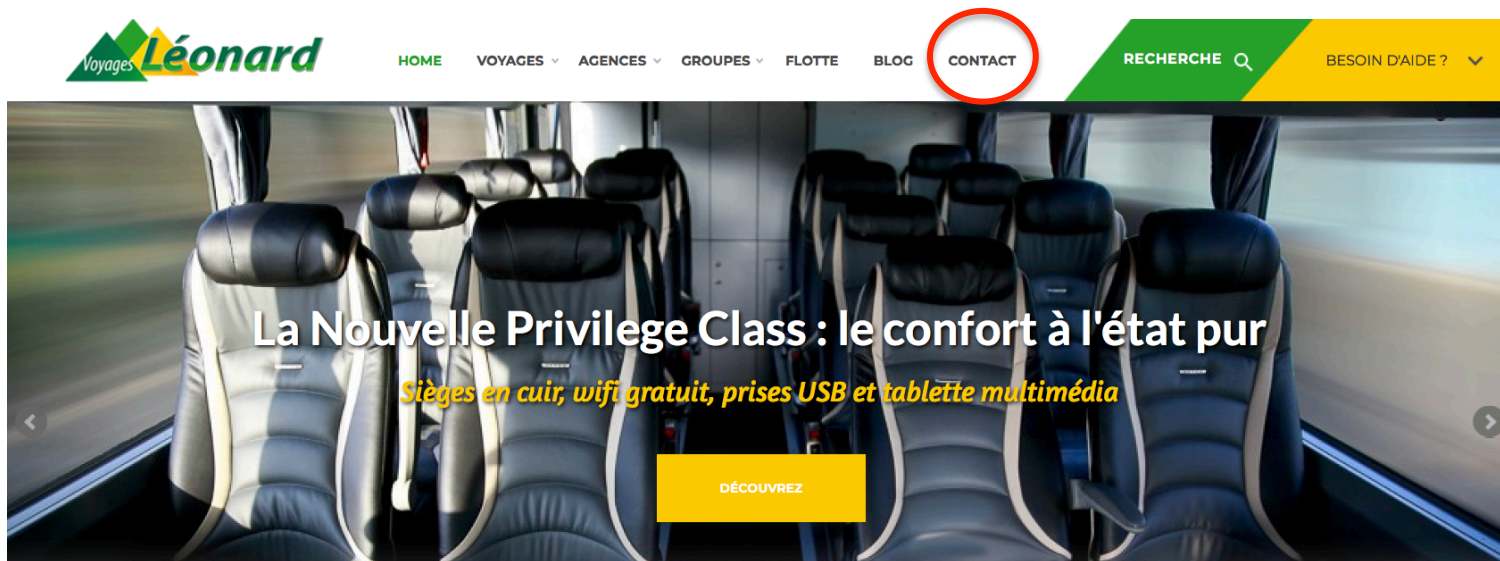 Voyages Léonard
HOME VOYAGES AGENCES GROUPES FLOTTE BLOG CONTACT RECHERCHE BESOIN D'AIDE ?
La Nouvelle Privilege Class : le confort à l'état pur
Sièges en cuir, wifi gratuit, prises USB et tablette multimédia
DÉCOUVREZ